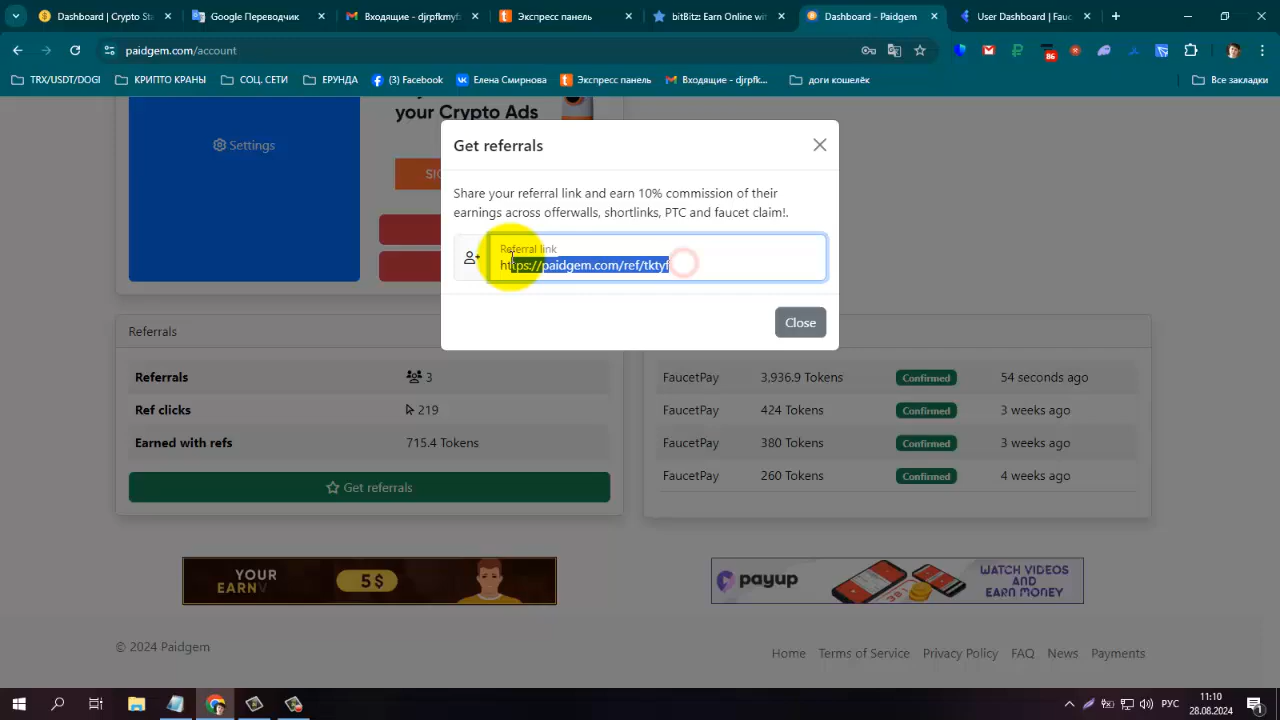 Dashboard | Crypto Sta
Google Переводчик
Входящие - djrpfkmyfa
Экспресс панель
bitBitz: Earn Online wit
Dashboard - Paidgem
User Dashboard | Fauc
paidgem.com/account
86
TRX/USDT/DOGI
КРИПТО КРАНЫ
СОЦ. СЕТИ
ЕРУНДА
(3) Facebook
Елена Смирнова
Экспресс панель
Входящие - djrpfk...
доги кошелёк
Все закладки
your Crypto Ads
Settings
Get referrals
Share your referral link and earn 10% commission of their
earnings across offerwalls, shortlinks, PTC and faucet claim!.
Referral link
https://paidgem.com/ref/tktyf
Close
Referrals
Referrals 3
Ref clicks 219
Earned with refs 715.4 Tokens
Get referrals
FaucetPay 3,936.9 Tokens Confirmed 54 seconds ago
FaucetPay 424 Tokens Confirmed 3 weeks ago
FaucetPay 380 Tokens Confirmed 3 weeks ago
FaucetPay 260 Tokens Confirmed 4 weeks ago
YOUR
EARN
5$
payup
WATCH VIDEOS
AND
EARN MONEY
© 2024 Paidgem
Home Terms of Service Privacy Policy FAQ News Payments
РУС
11:10
28.08.2024